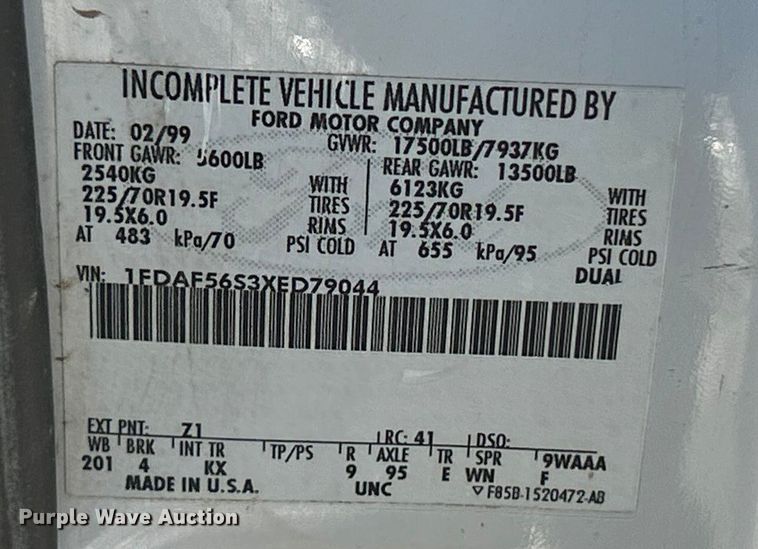 INCOMPLETE VEHICLE MANUFACTURED BY
FORD MOTOR COMPANY
DATE: 02/99 GVWR: 17500LB/7937KG
FRONT GAWR: 5600LB REAR GAWR: 13500LB
2540KG WITH 6123KG WITH
225/70R19.5F TIRES 225/70R19.5F TIRES
19.5X6.0 RIMS 19.5X6.0 RIMS
AT 483 kPa/70 PSI COLD AT 655 kPa/95 PSI COLD
DUAL
VIN: 1FDAF56S3XED79044
EXT PNT: Z1 RC: 41 DSO:
WB BRK INT TR TP/PS R AXLE TR SPR 9WAAA
201 4 KX 9 95 E WN F
MADE IN U.S.A. UNC ▽ F85B-1520472-AB
Purple Wave Auction